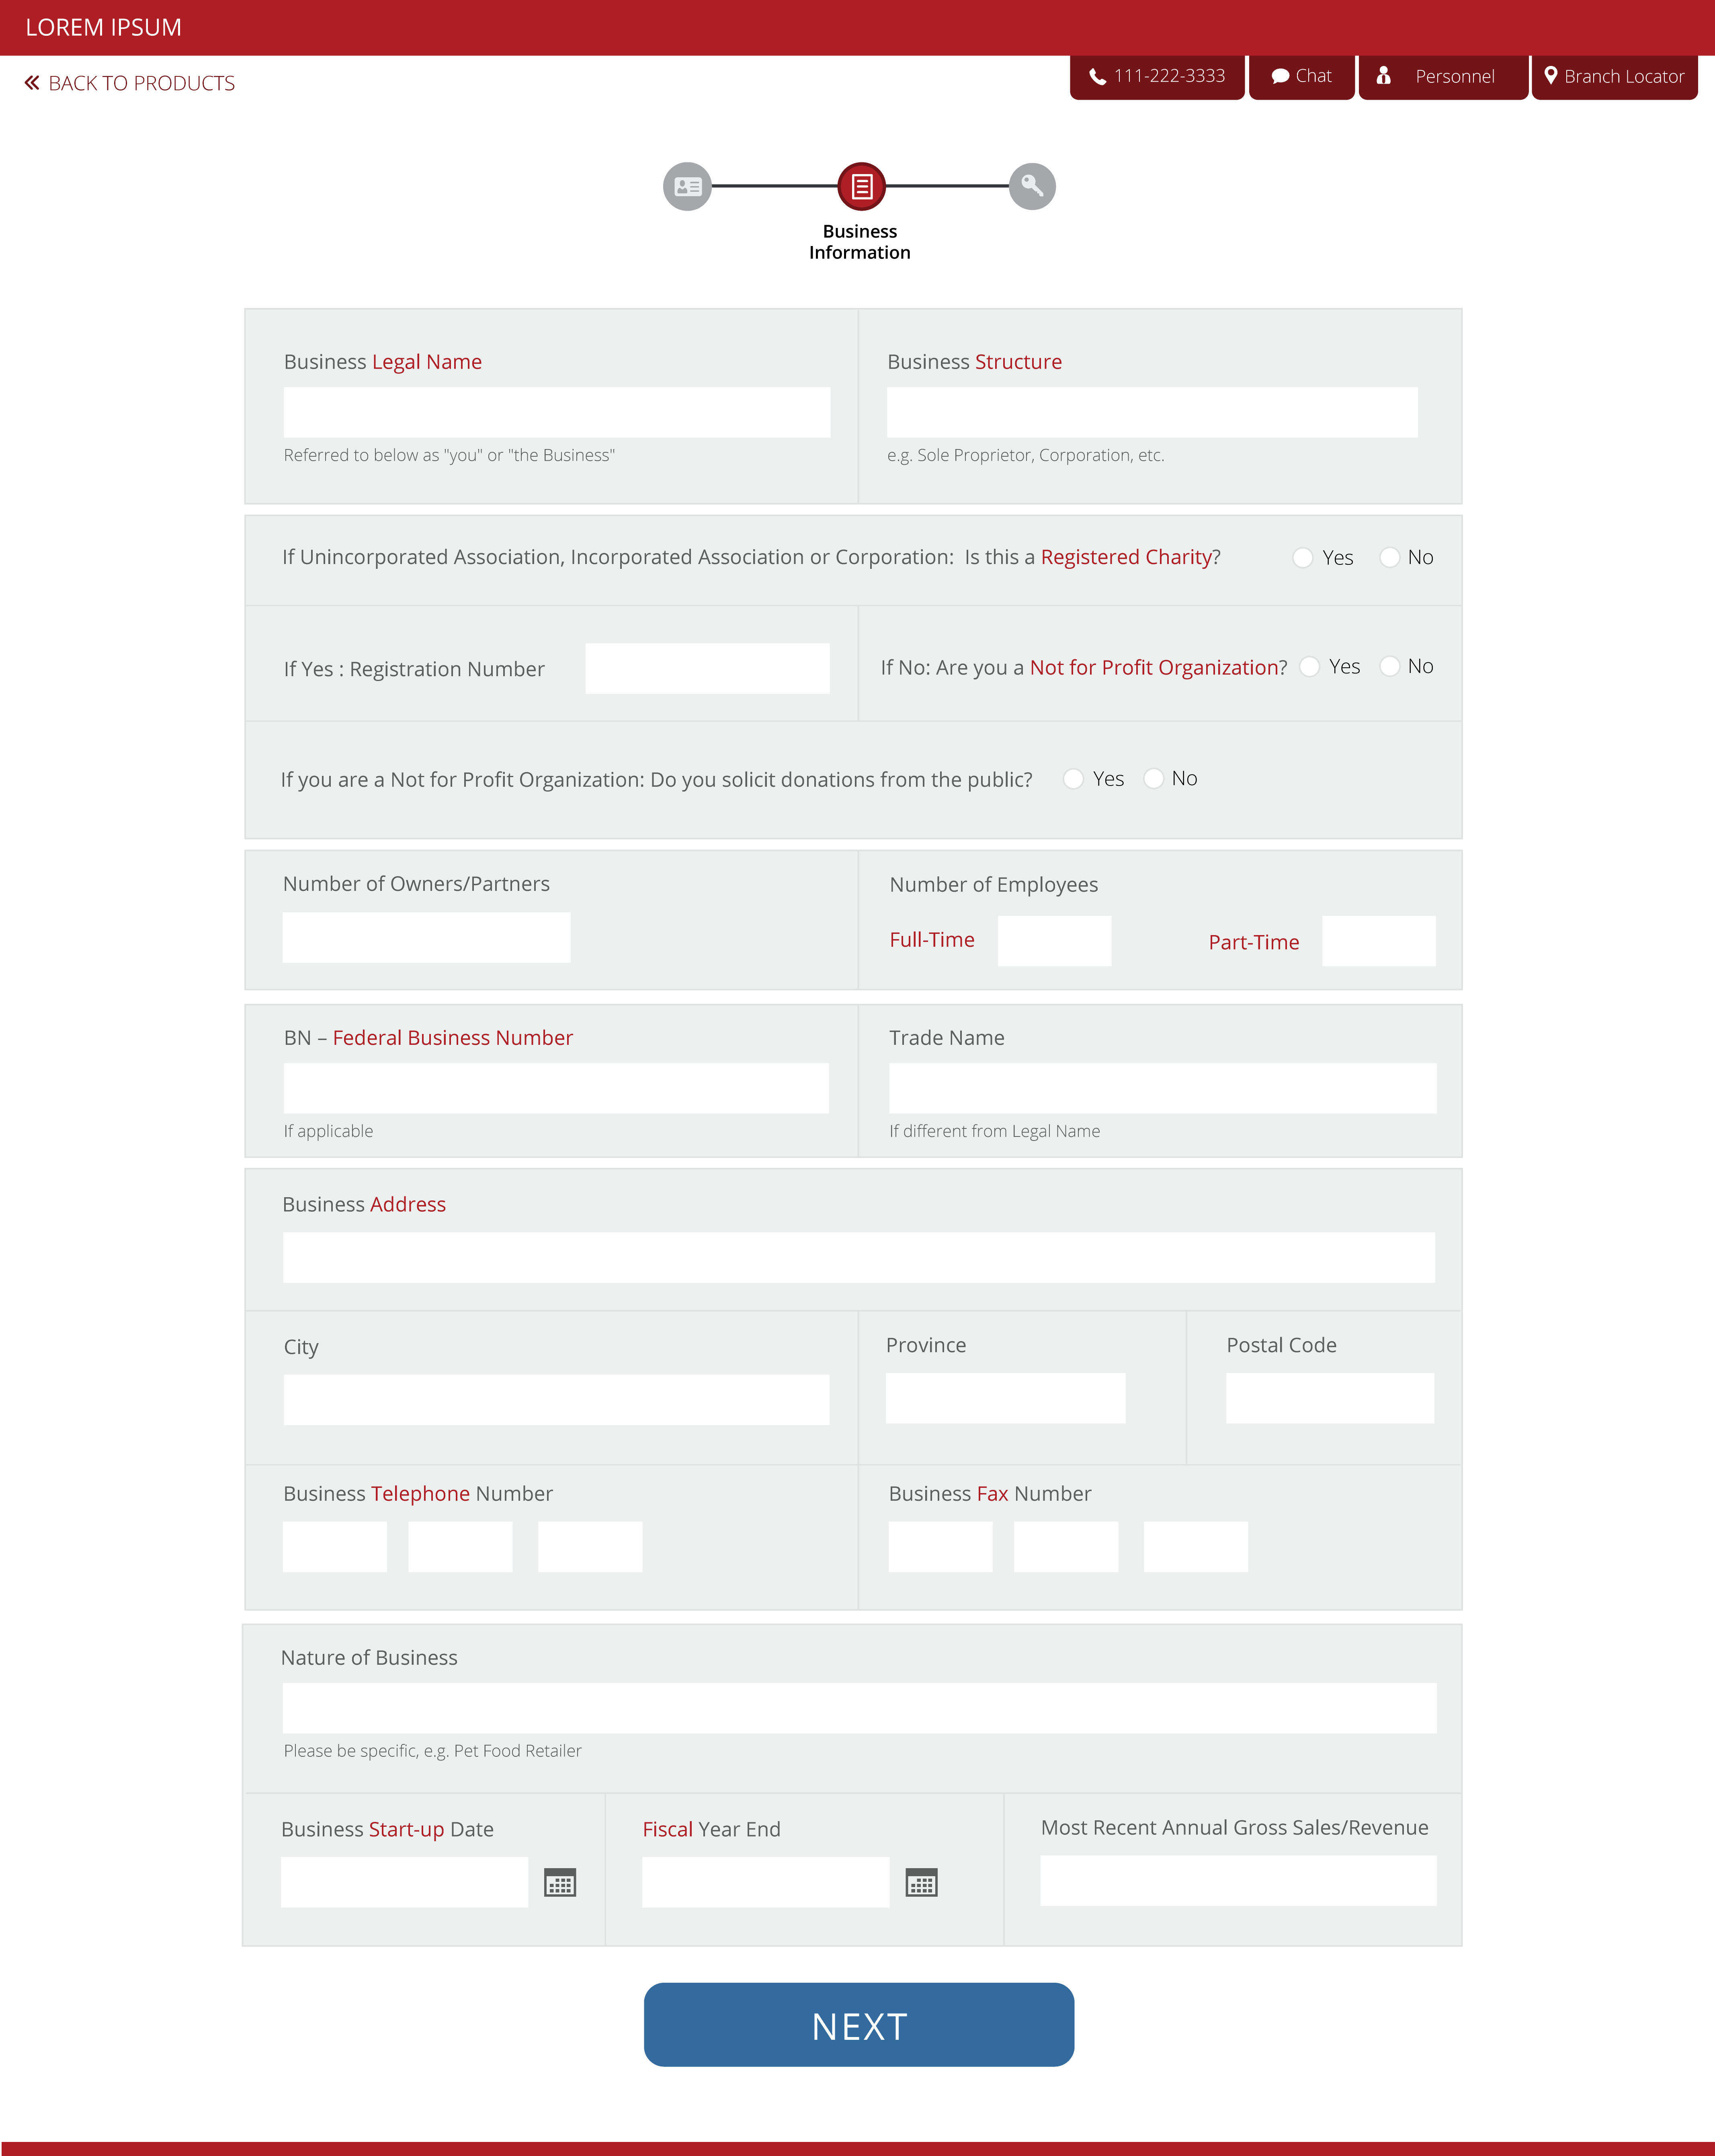 LOREM IPSUM
BACK TO PRODUCTS
111-222-3333
Chat
Personnel
Branch Locator
Business
Information
Business Legal Name
Business Structure
Referred to below as "you" or "the Business"
e.g. Sole Proprietor, Corporation, etc.
If Unincorporated Association, Incorporated Association or Corporation: Is this a Registered Charity?
Yes
No
If Yes : Registration Number
If No: Are you a Not for Profit Organization?
Yes
No
If you are a Not for Profit Organization: Do you solicit donations from the public?
Yes
No
Number of Owners/Partners
Number of Employees
Full-Time
Part-Time
BN – Federal Business Number
Trade Name
If applicable
If different from Legal Name
Business Address
City
Province
Postal Code
Business Telephone Number
Business Fax Number
Nature of Business
Please be specific, e.g. Pet Food Retailer
Business Start-up Date
Fiscal Year End
Most Recent Annual Gross Sales/Revenue
NEXT